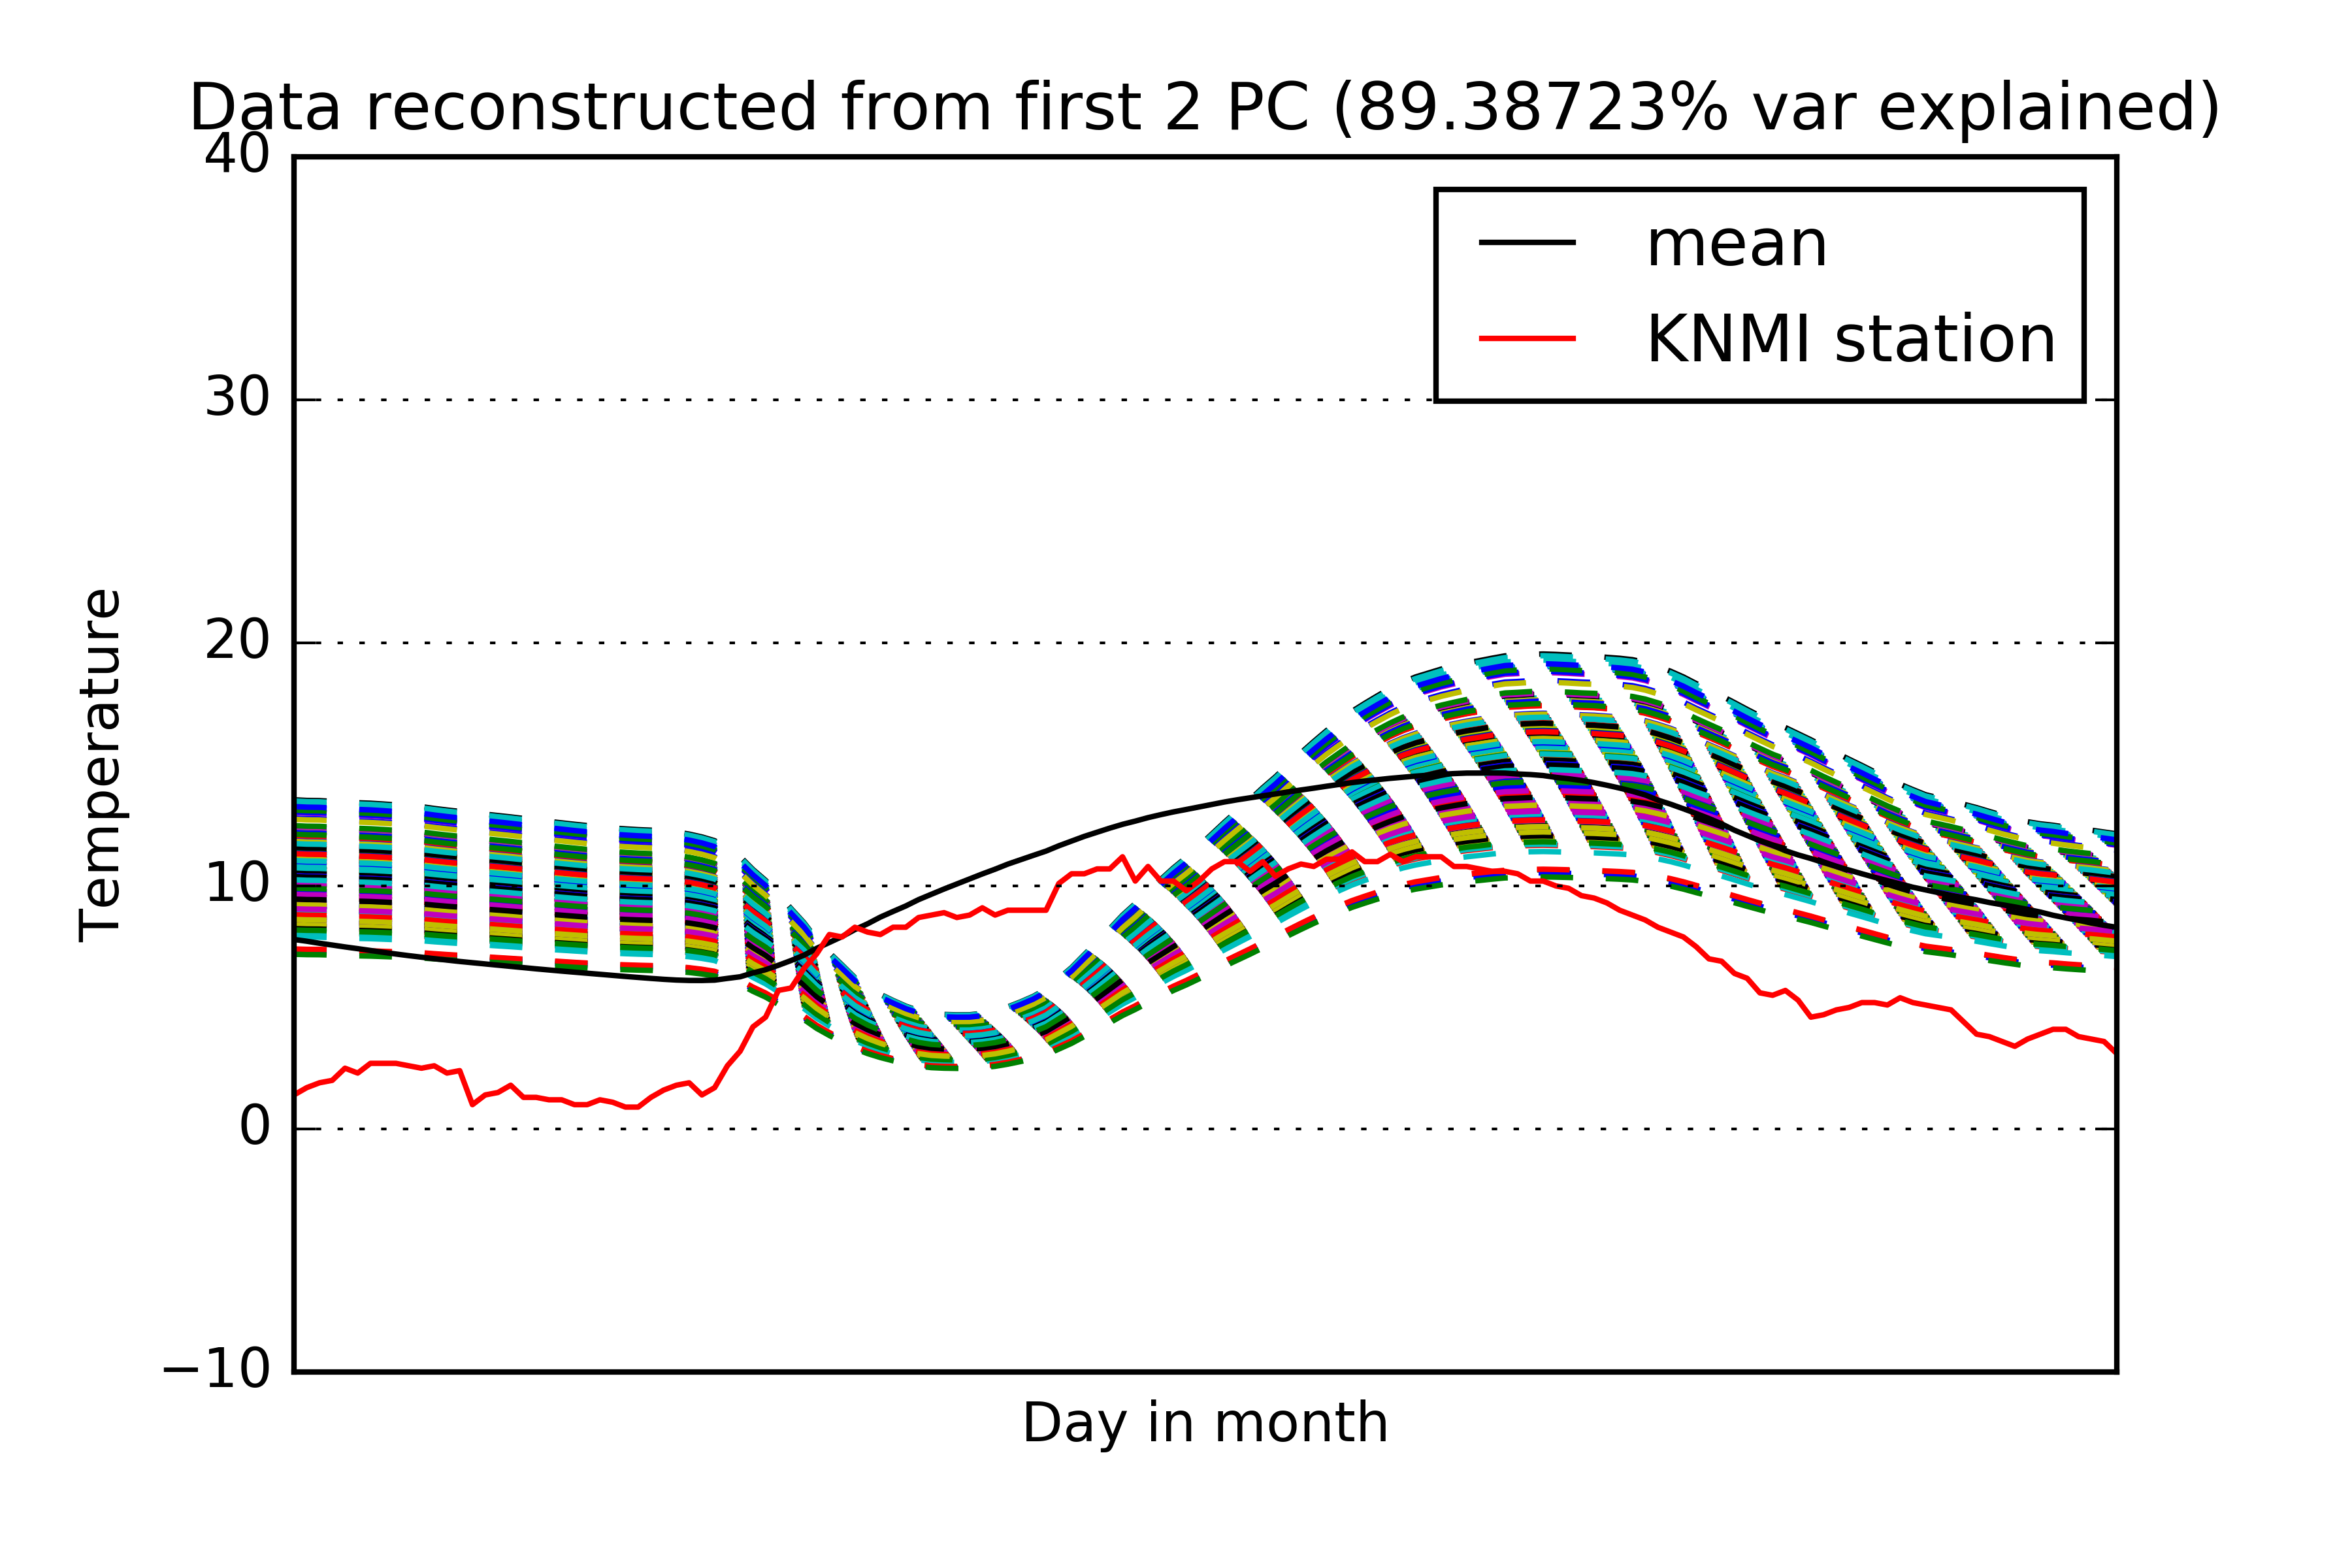 Data reconstructed from first 2 PC (89.38723% var explained)
40
30
20
10
0
−10
Temperature
mean
KNMI station
Day in month